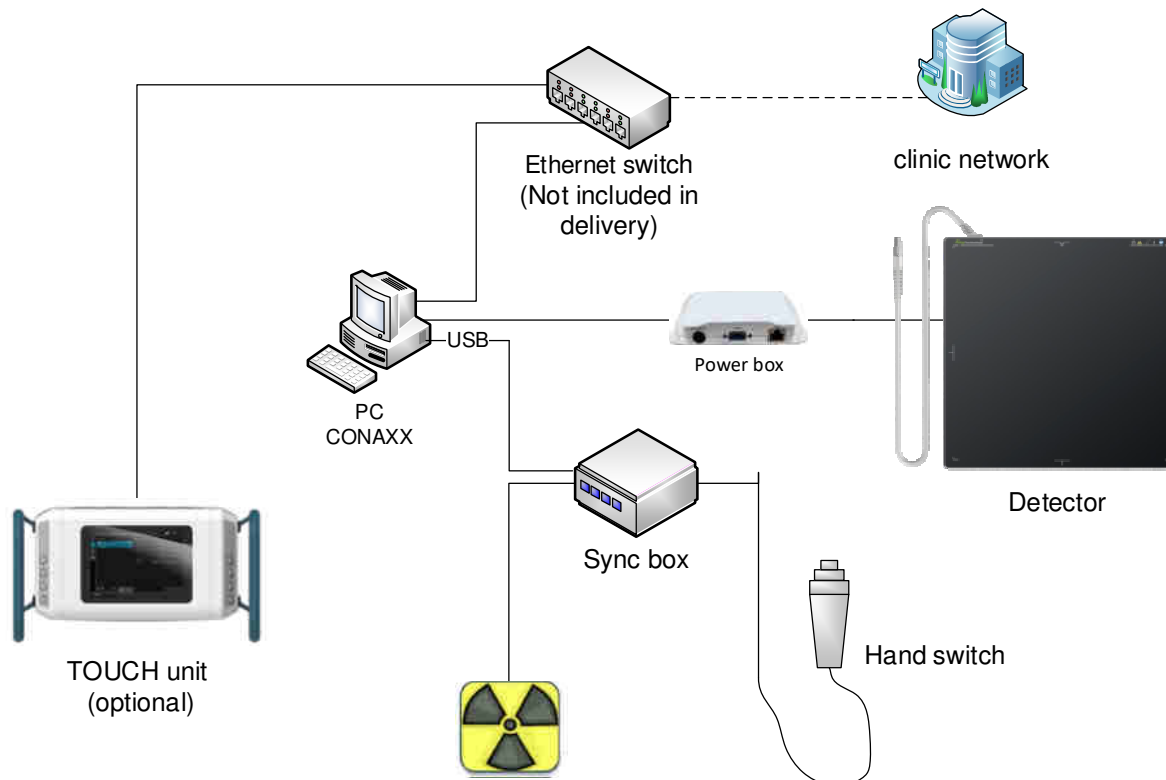 Ethernet switch
(Not included in
delivery)
clinic network
USB
Power box
PC
CONAXX
Detector
Sync box
Hand switch
TOUCH unit
(optional)